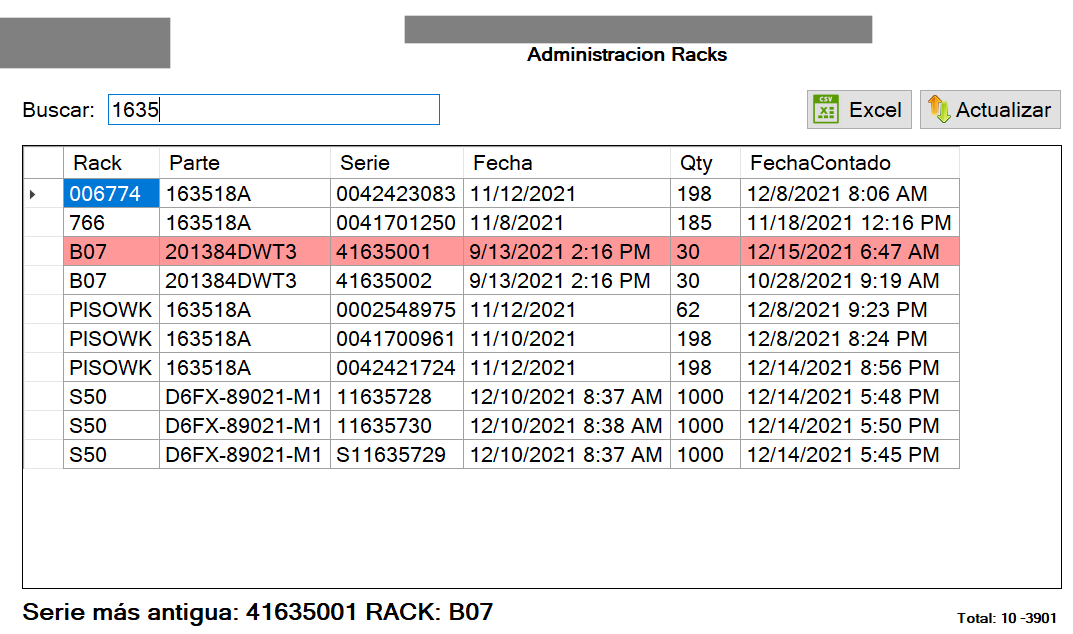 Administracion Racks
Buscar: 1635 Excel Actualizar
Rack Parte Serie Fecha Qty FechaContado
006774 163518A 0042423083 11/12/2021 198 12/8/2021 8:06 AM
766 163518A 0041701250 11/8/2021 185 11/18/2021 12:16 PM
B07 201384DWT3 41635001 9/13/2021 2:16 PM 30 12/15/2021 6:47 AM
B07 201384DWT3 41635002 9/13/2021 2:16 PM 30 10/28/2021 9:19 AM
PISOWK 163518A 0002548975 11/12/2021 62 12/8/2021 9:23 PM
PISOWK 163518A 0041700961 11/10/2021 198 12/8/2021 8:24 PM
PISOWK 163518A 0042421724 11/12/2021 198 12/14/2021 8:56 PM
S50 D6FX-89021-M1 11635728 12/10/2021 8:37 AM 1000 12/14/2021 5:48 PM
S50 D6FX-89021-M1 11635730 12/10/2021 8:38 AM 1000 12/14/2021 5:50 PM
S50 D6FX-89021-M1 S11635729 12/10/2021 8:37 AM 1000 12/14/2021 5:45 PM
Serie más antigua: 41635001 RACK: B07
Total: 10 -3901